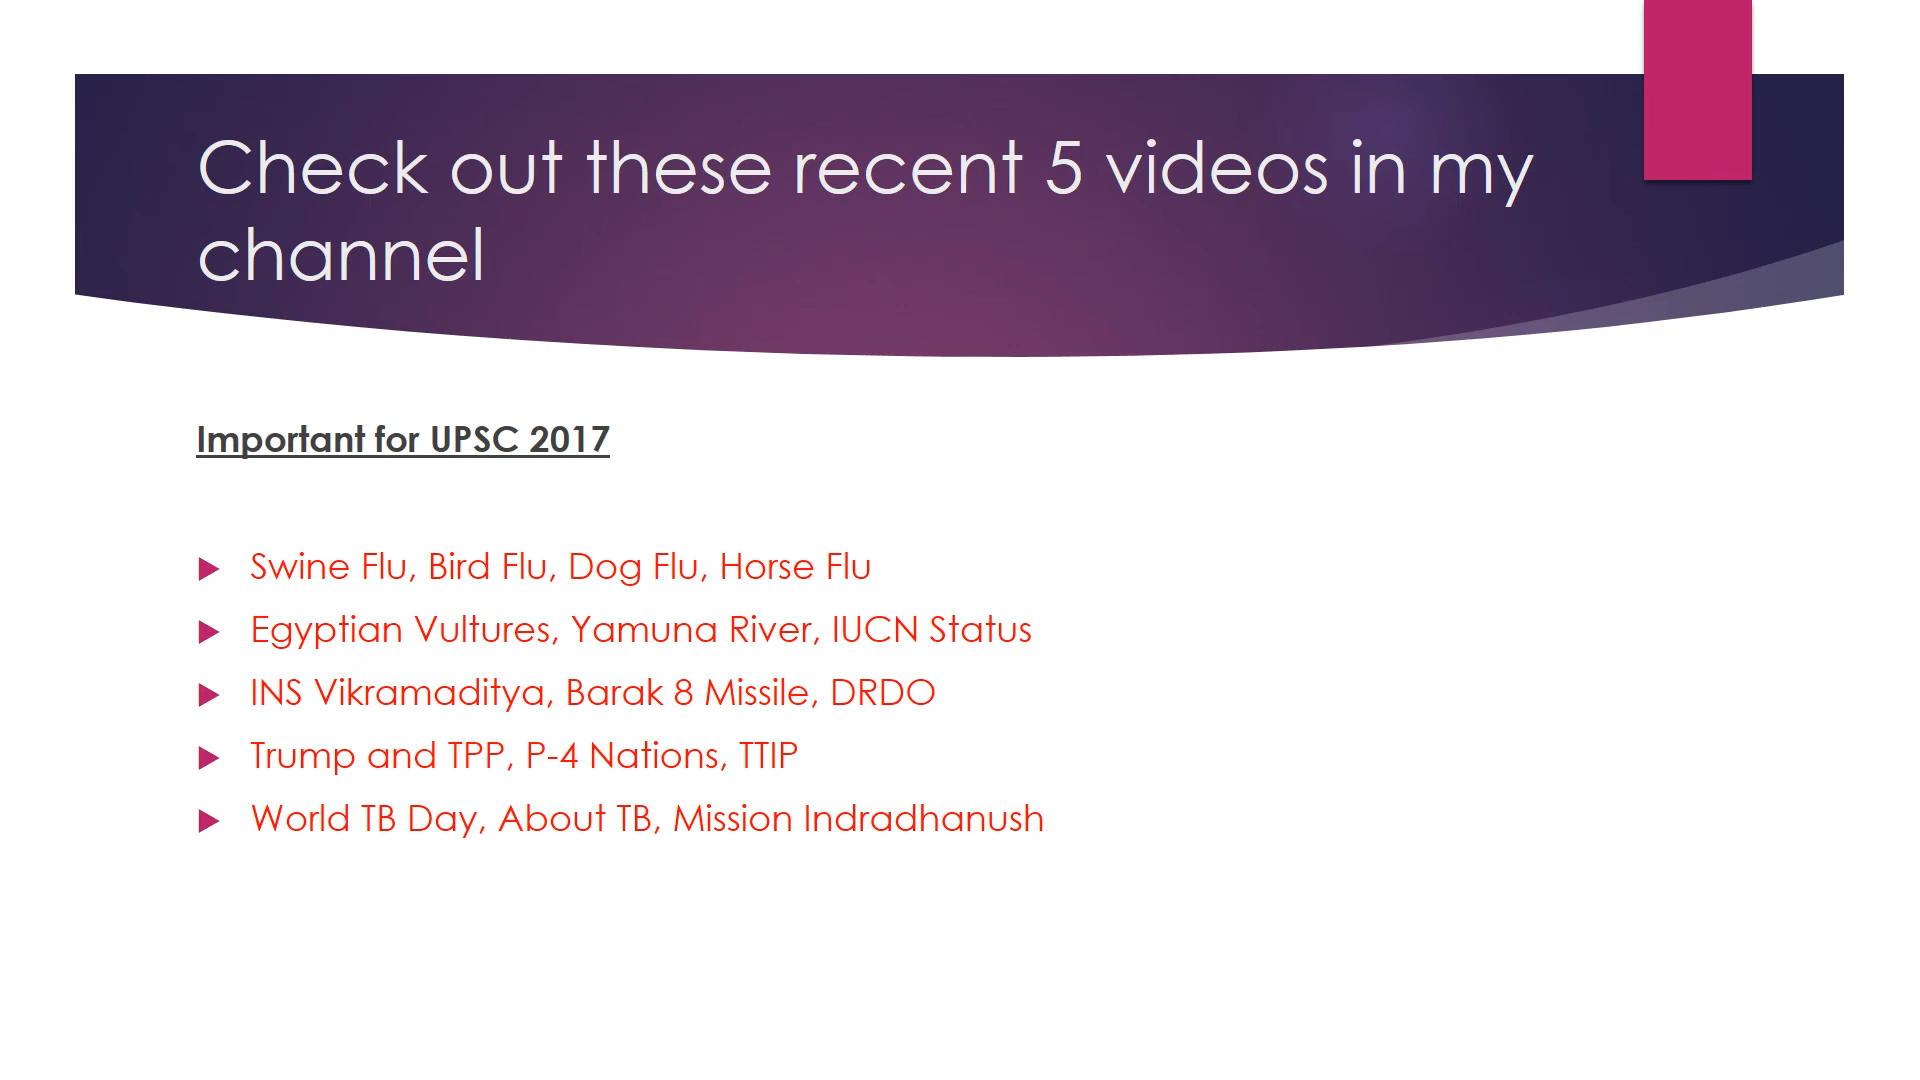 Check out these recent 5 videos in my
channel
Important for UPSC 2017
Swine Flu, Bird Flu, Dog Flu, Horse Flu
Egyptian Vultures, Yamuna River, IUCN Status
INS Vikramaditya, Barak 8 Missile, DRDO
Trump and TPP, P-4 Nations, TTIP
World TB Day, About TB, Mission Indradhanush